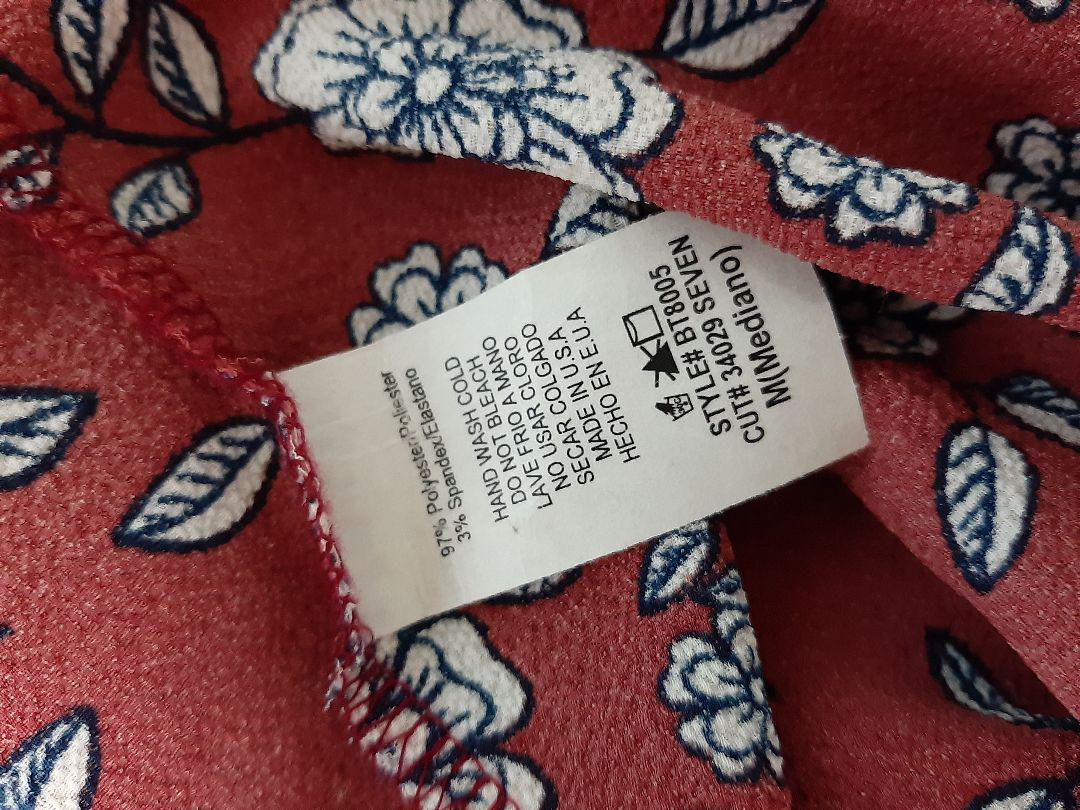 97% Polyester/Poliester
3% Spandex/Elastano
HAND WASH COLD
DO NOT BLEACH
LAVE FRIO A MANO
NO USAR CLORO
SECAR COLGADO
MADE IN U.S.A
HECHO EN E.U.A
STYLE# BT8005
CUT# 34029 SEVEN
M(Mediano)